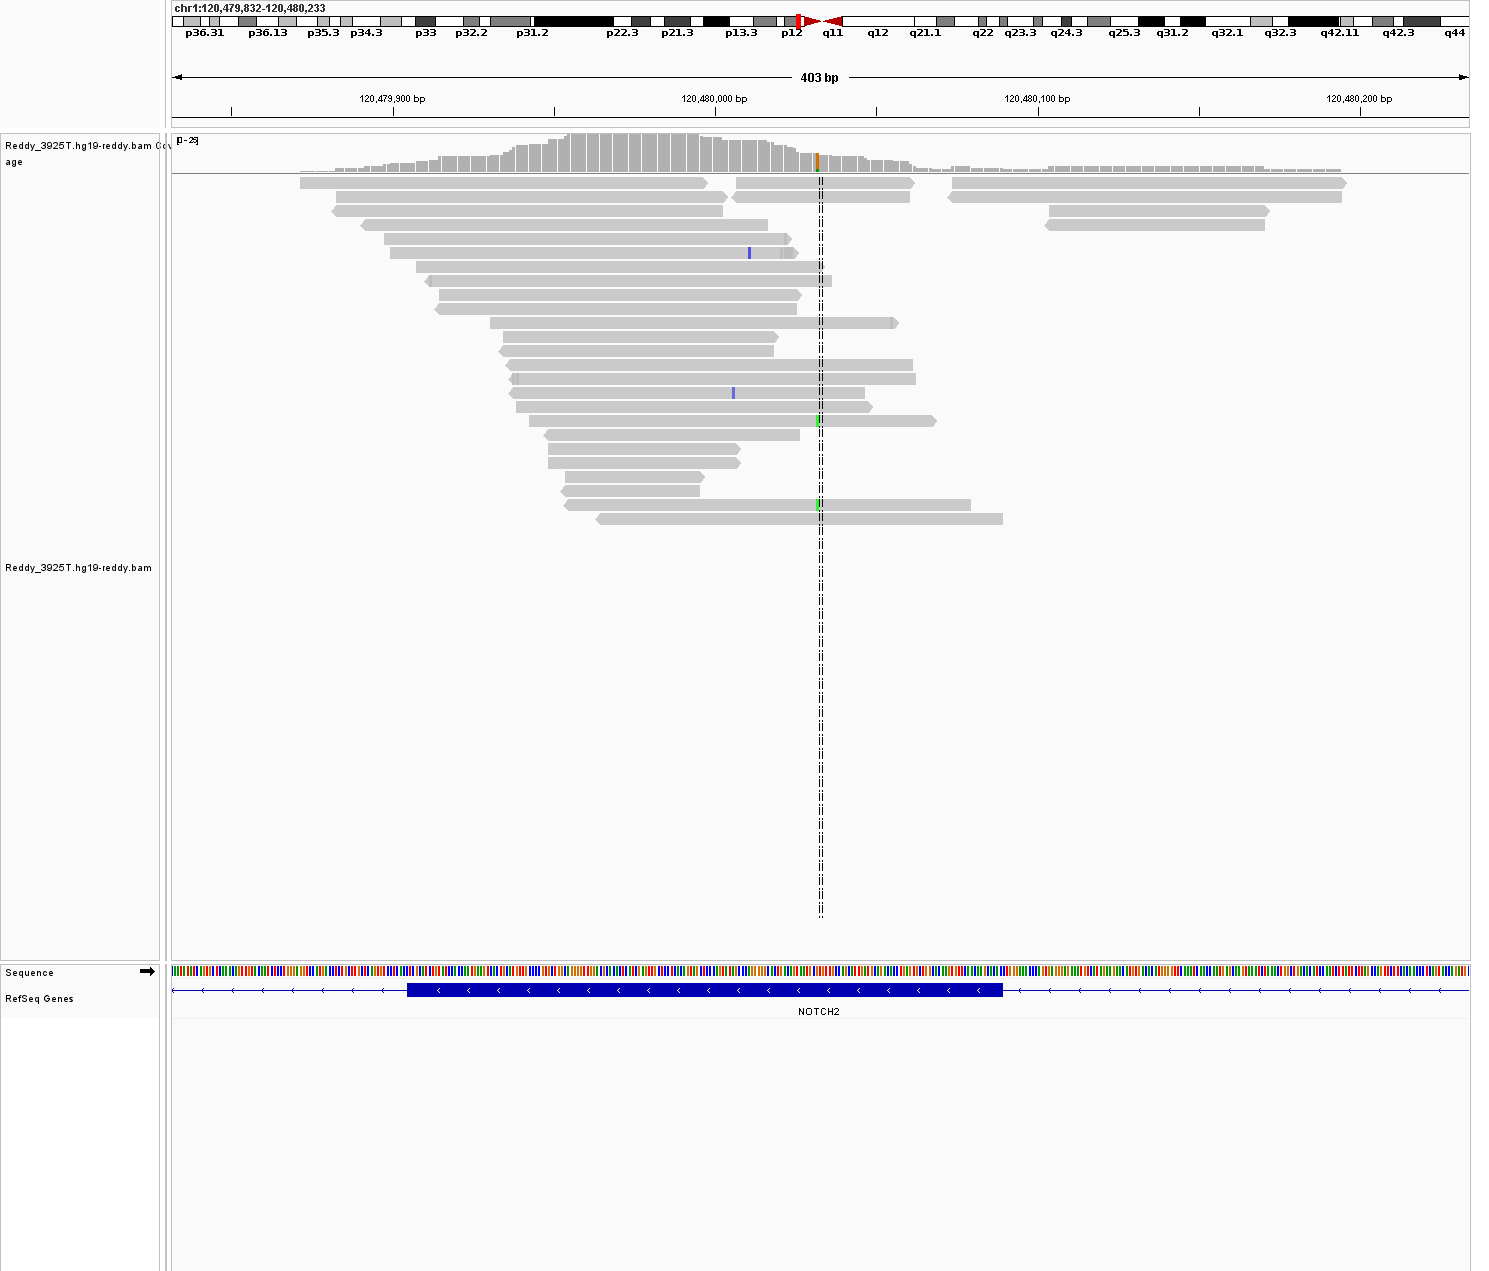 chr1:120,479,832-120,480,233
p36.31 p36.13 p35.3 p34.3 p33 p32.2 p31.2 p22.3 p21.3 p13.3 p12 q11 q12 q21.1 q22 q23.3 q24.3 q25.3 q31.2 q32.1 q32.3 q42.11 q42.3 q44
403 bp
120,479,900 bp 120,480,000 bp 120,480,100 bp 120,480,200 bp
Reddy_3925T.hg19-reddy.bam Cov
age
[0-25]
Reddy_3925T.hg19-reddy.bam
Sequence
RefSeq Genes
NOTCH2